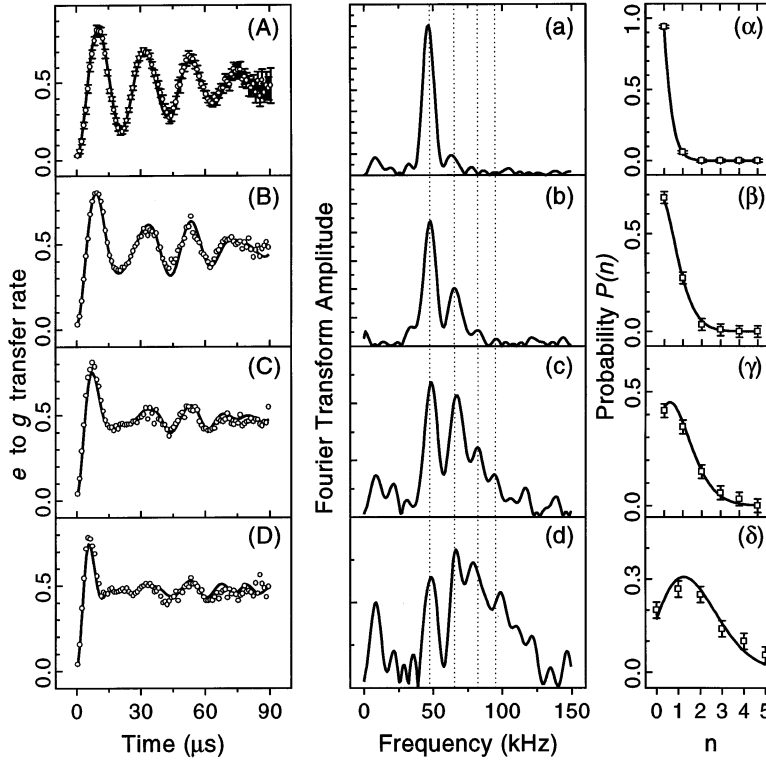 e to g transfer rate
(A)
0.5
0.0
(B)
0.5
0.0
(C)
0.5
0.0
(D)
0.5
0.0
0 30 60 90
Time (μs)
Fourier Transform Amplitude
(a)
(b)
(c)
(d)
0 50 100 150
Frequency (kHz)
Probability P(n)
(α)
1.0
0.5
0.0
(β)
0.5
0.0
(γ)
0.5
0.0
(δ)
0.3
0.0
0 1 2 3 4 5
n